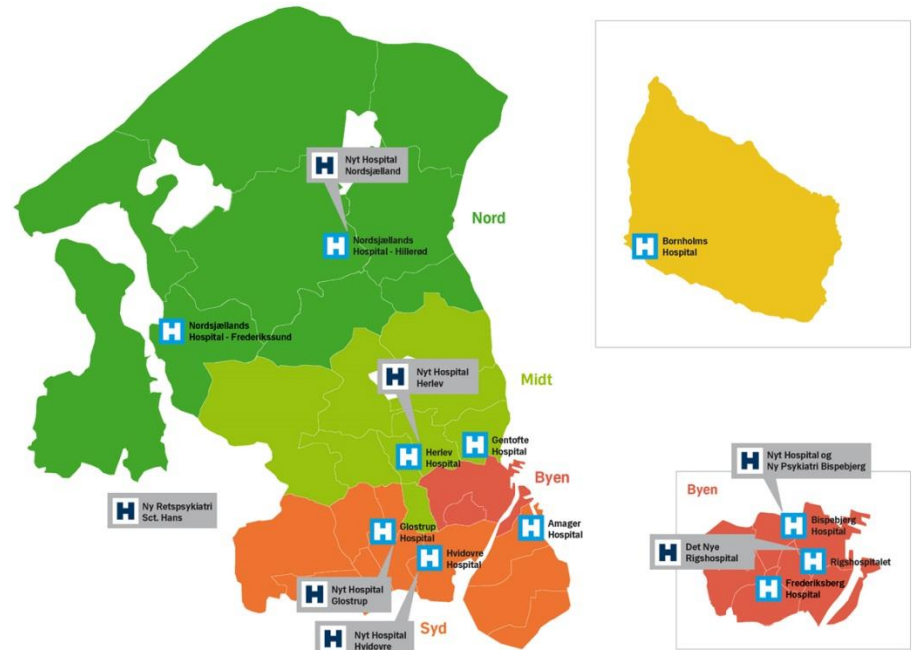 H Nyt Hospital
Nordsjælland
Nord
H Nordsjællands
Hospital - Hillerød
H Bornholms
Hospital
H Nordsjællands
Hospital - Frederikssund
H Nyt Hospital
Herlev
Midt
H Gentofte
Hospital
H Herlev
Hospital
Byen
H Ny Retspsykiatri
Sct. Hans
H Glostrup
Hospital
H Amager
Hospital
H Hvidovre
Hospital
H Nyt Hospital
Glostrup
Syd
H Nyt Hospital
Hvidovre
H Nyt Hospital og
Ny Psykiatri Bispebjerg
Byen
H Bispebjerg
Hospital
H Det Nye
Rigshospital
H Rigshospitalet
H Frederiksberg
Hospital